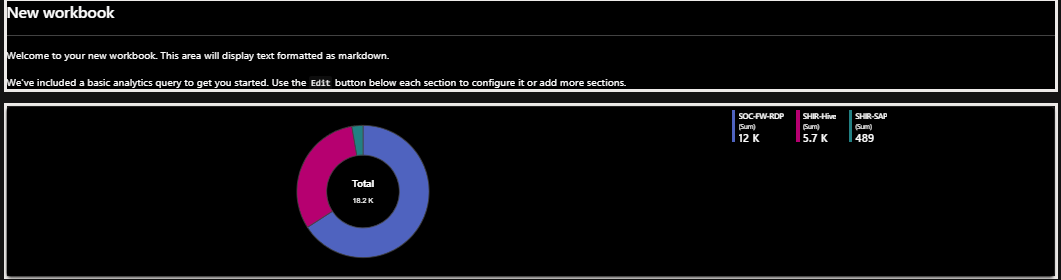 New workbook
Welcome to your new workbook. This area will display text formatted as markdown.
We've included a basic analytics query to get you started. Use the Edit button below each section to configure it or add more sections.
SOC-FW-RDP
(Sum)
12 K
SHIR-Hive
(Sum)
5.7 K
SHIR-SAP
(Sum)
489
Total
18.2 K